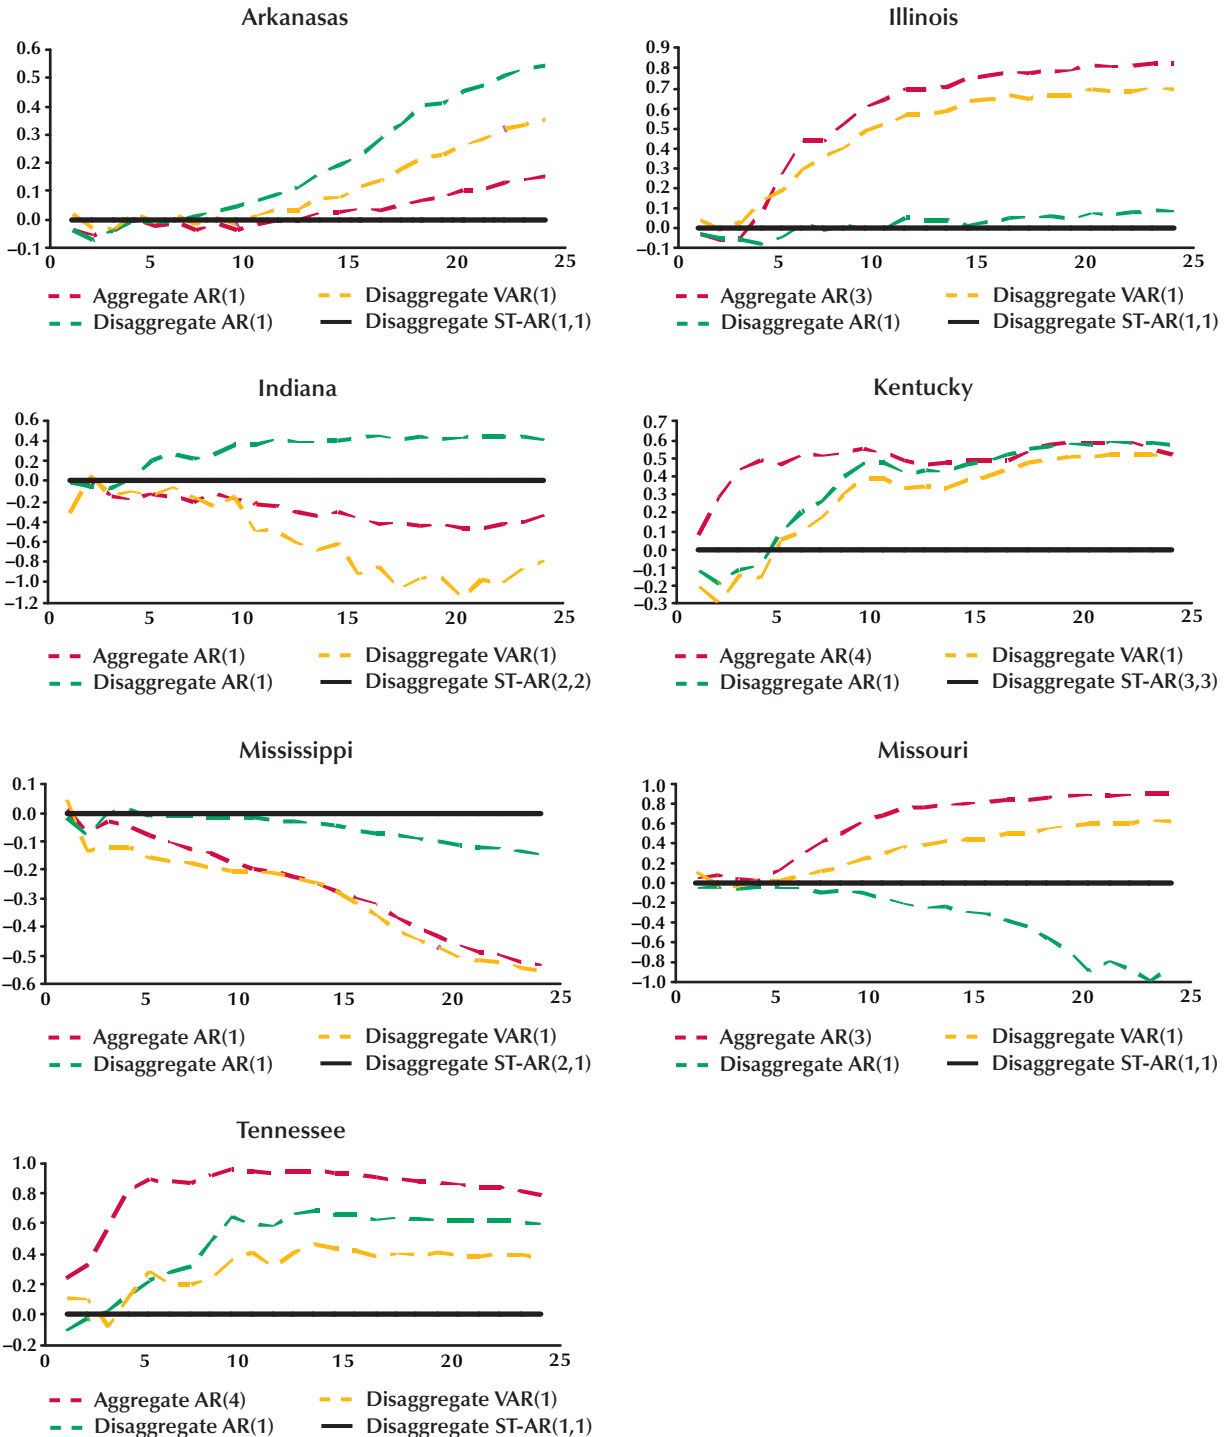 Arkanasas
0.6
0.5
0.4
0.3
0.2
0.1
0.0
–0.1
0 5 10 15 20 25
Aggregate AR(1) Disaggregate VAR(1)
Disaggregate AR(1) Disaggregate ST-AR(1,1)
Illinois
0.9
0.8
0.7
0.6
0.5
0.4
0.3
0.2
0.1
0.0
–0.1
0 5 10 15 20 25
Aggregate AR(3) Disaggregate VAR(1)
Disaggregate AR(1) Disaggregate ST-AR(1,1)
Indiana
0.6
0.4
0.2
0.0
–0.2
–0.4
–0.6
–0.8
–1.0
–1.2
0 5 10 15 20 25
Aggregate AR(1) Disaggregate VAR(1)
Disaggregate AR(1) Disaggregate ST-AR(2,2)
Kentucky
0.7
0.6
0.5
0.4
0.3
0.2
0.1
0.0
–0.1
–0.2
–0.3
0 5 10 15 20 25
Aggregate AR(4) Disaggregate VAR(1)
Disaggregate AR(1) Disaggregate ST-AR(3,3)
Mississippi
0.1
0.0
–0.1
–0.2
–0.3
–0.4
–0.5
–0.6
0 5 10 15 20 25
Aggregate AR(1) Disaggregate VAR(1)
Disaggregate AR(1) Disaggregate ST-AR(2,1)
Missouri
1.0
0.8
0.6
0.4
0.2
0.0
–0.2
–0.4
–0.6
–0.8
–1.0
0 5 10 15 20 25
Aggregate AR(3) Disaggregate VAR(1)
Disaggregate AR(1) Disaggregate ST-AR(1,1)
Tennessee
1.0
0.8
0.6
0.4
0.2
0.0
–0.2
0 5 10 15 20 25
Aggregate AR(4) Disaggregate VAR(1)
Disaggregate AR(1) Disaggregate ST-AR(1,1)